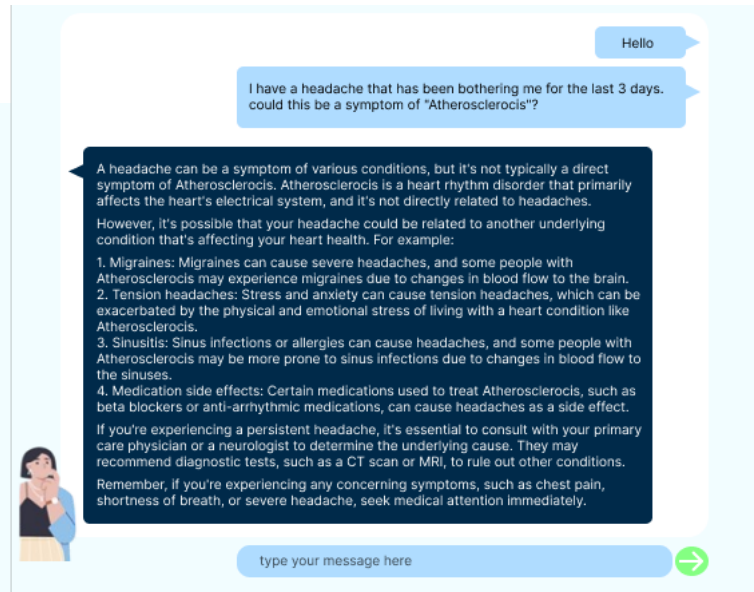 Hello
I have a headache that has been bothering me for the last 3 days.
could this be a symptom of "Atherosclerocis"?
A headache can be a symptom of various conditions, but it's not typically a direct
symptom of Atherosclerocis. Atherosclerocis is a heart rhythm disorder that primarily
affects the heart's electrical system, and it's not directly related to headaches.
However, it's possible that your headache could be related to another underlying
condition that's affecting your heart health. For example:
1. Migraines: Migraines can cause severe headaches, and some people with
Atherosclerocis may experience migraines due to changes in blood flow to the brain.
2. Tension headaches: Stress and anxiety can cause tension headaches, which can be
exacerbated by the physical and emotional stress of living with a heart condition like
Atherosclerocis.
3. Sinusitis: Sinus infections or allergies can cause headaches, and some people with
Atherosclerocis may be more prone to sinus infections due to changes in blood flow to
the sinuses.
4. Medication side effects: Certain medications used to treat Atherosclerocis, such as
beta blockers or anti-arrhythmic medications, can cause headaches as a side effect.
If you're experiencing a persistent headache, it's essential to consult with your primary
care physician or a neurologist to determine the underlying cause. They may
recommend diagnostic tests, such as a CT scan or MRI, to rule out other conditions.
Remember, if you're experiencing any concerning symptoms, such as chest pain,
shortness of breath, or severe headache, seek medical attention immediately.
type your message here